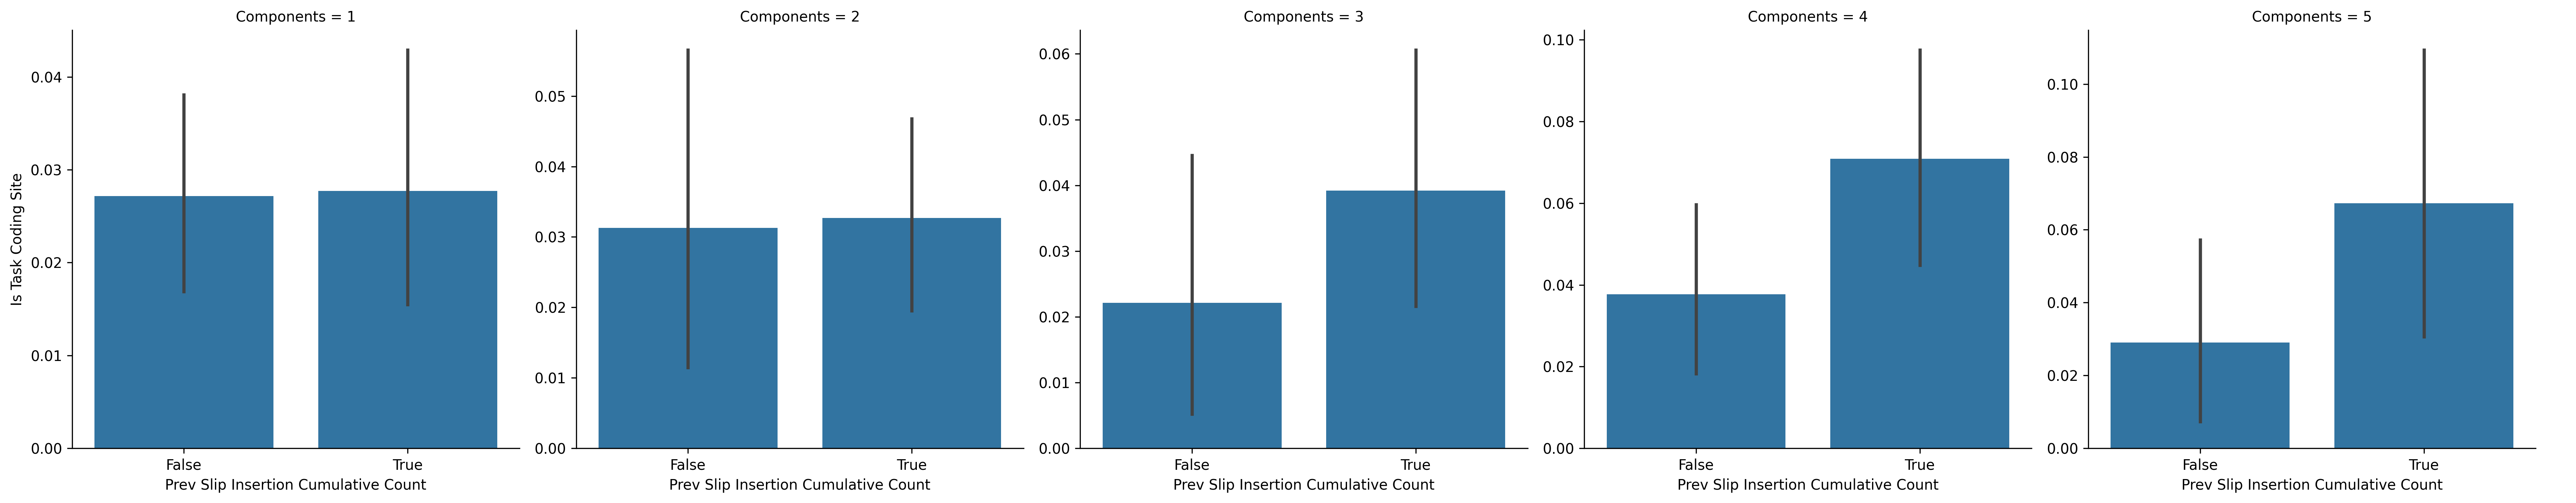 Components = 1
Is Task Coding Site
0.04
0.03
0.02
0.01
0.00
False True
Prev Slip Insertion Cumulative Count
Components = 2
0.05
0.04
0.03
0.02
0.01
0.00
False True
Prev Slip Insertion Cumulative Count
Components = 3
0.06
0.05
0.04
0.03
0.02
0.01
0.00
False True
Prev Slip Insertion Cumulative Count
Components = 4
0.10
0.08
0.06
0.04
0.02
0.00
False True
Prev Slip Insertion Cumulative Count
Components = 5
0.10
0.08
0.06
0.04
0.02
0.00
False True
Prev Slip Insertion Cumulative Count